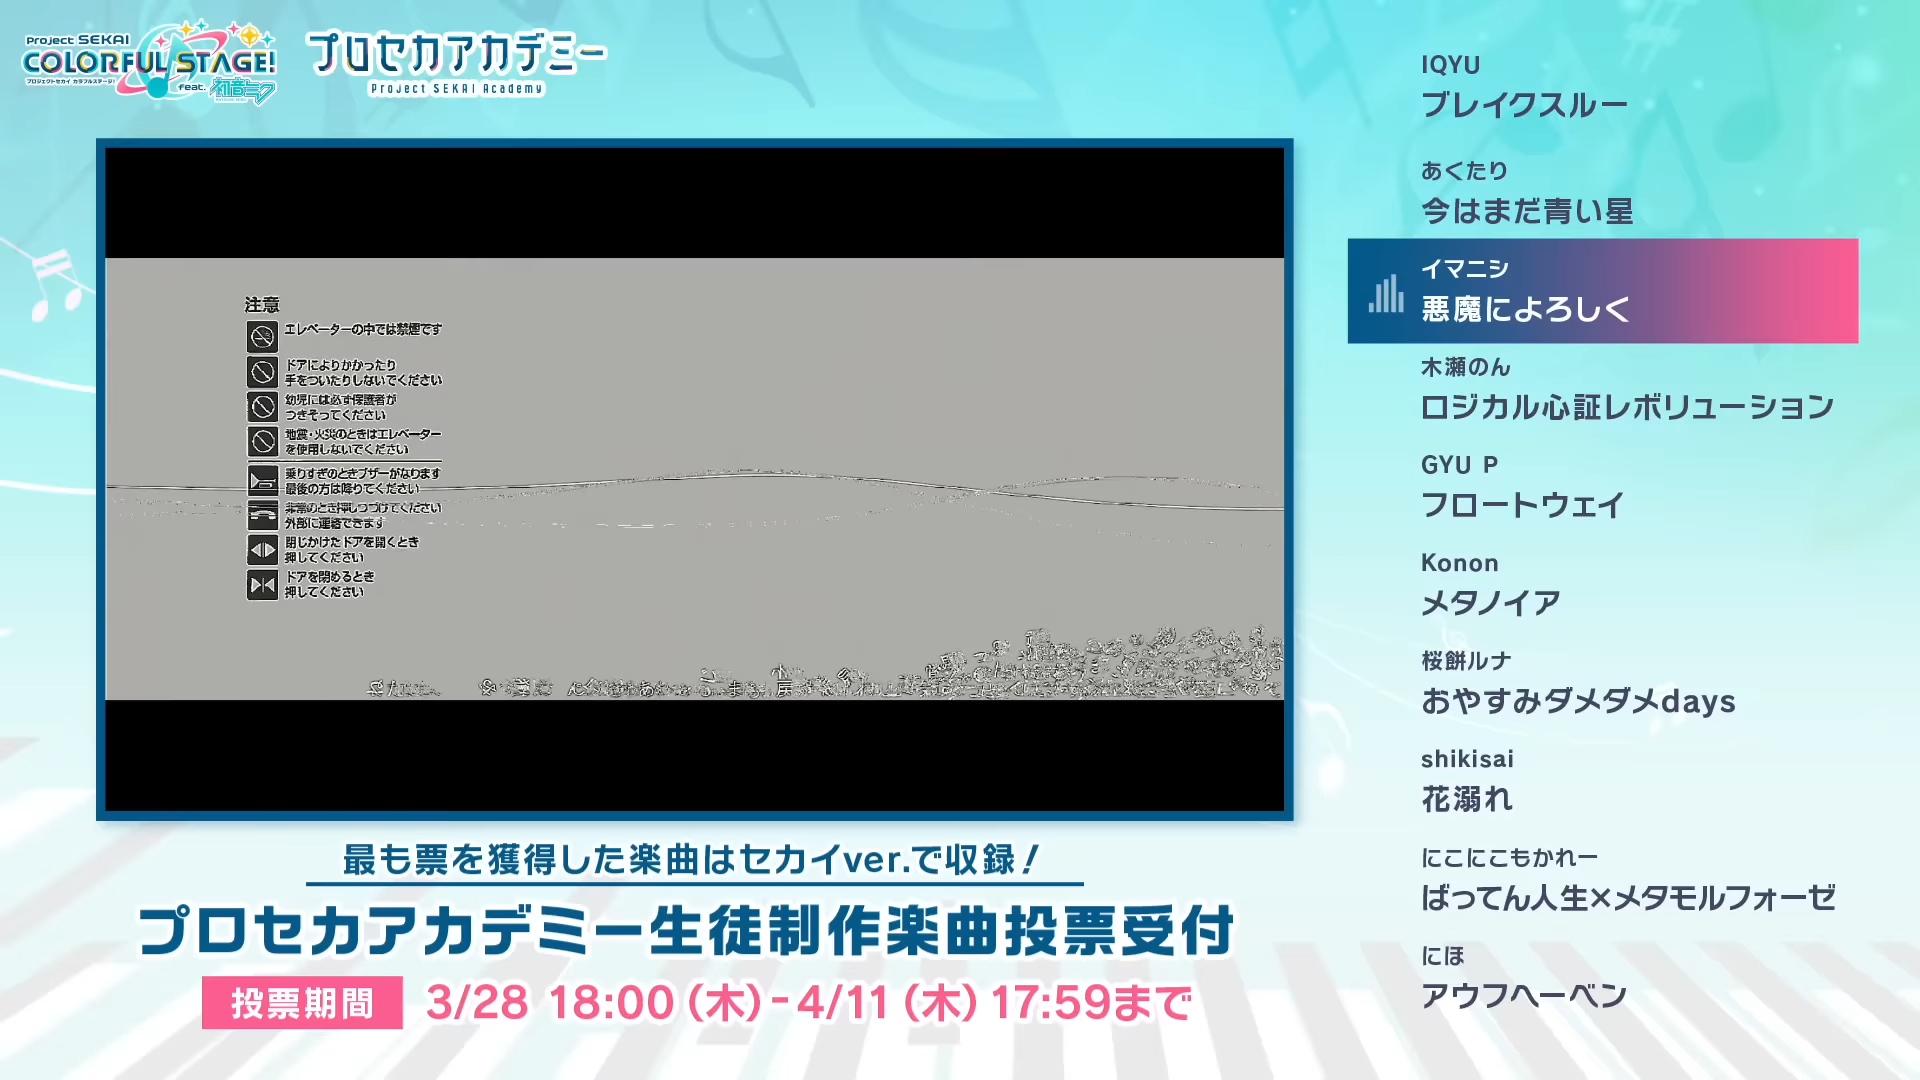 Project SEKAI
COLORFUL STAGE!
プロジェクトセカイ カラフルステージ!
feat.初音ミク
プロセカアカデミー
Project SEKAI Academy
注意
エレベーターの中では禁煙です
ドアによりかかったり
手をついたりしないでください
幼児には必ず保護者が
つきそってください
地震・火災のときはエレベーター
を使用しないでください
乗りすぎのときブザーがなります
最後の方は降りてください
非常のとき押しつづけてください
外部に連絡できます
閉じかけたドアを開くとき
押してください
ドアを閉めるとき
押してください
最も票を獲得した楽曲はセカイver.で収録!
プロセカアカデミー生徒制作楽曲投票受付
投票期間 3/28 18:00(木)-4/11(木)17:59まで
IQYU
ブレイクスルー
あくたり
今はまだ青い星
イマニシ
悪魔によろしく
木瀬のん
ロジカル心証レボリューション
GYU P
フロートウェイ
Konon
メタノイア
桜餅ルナ
おやすみダメダメdays
shikisai
花溺れ
にこにこもかれー
ばってん人生×メタモルフォーゼ
にほ
アウフヘーベン